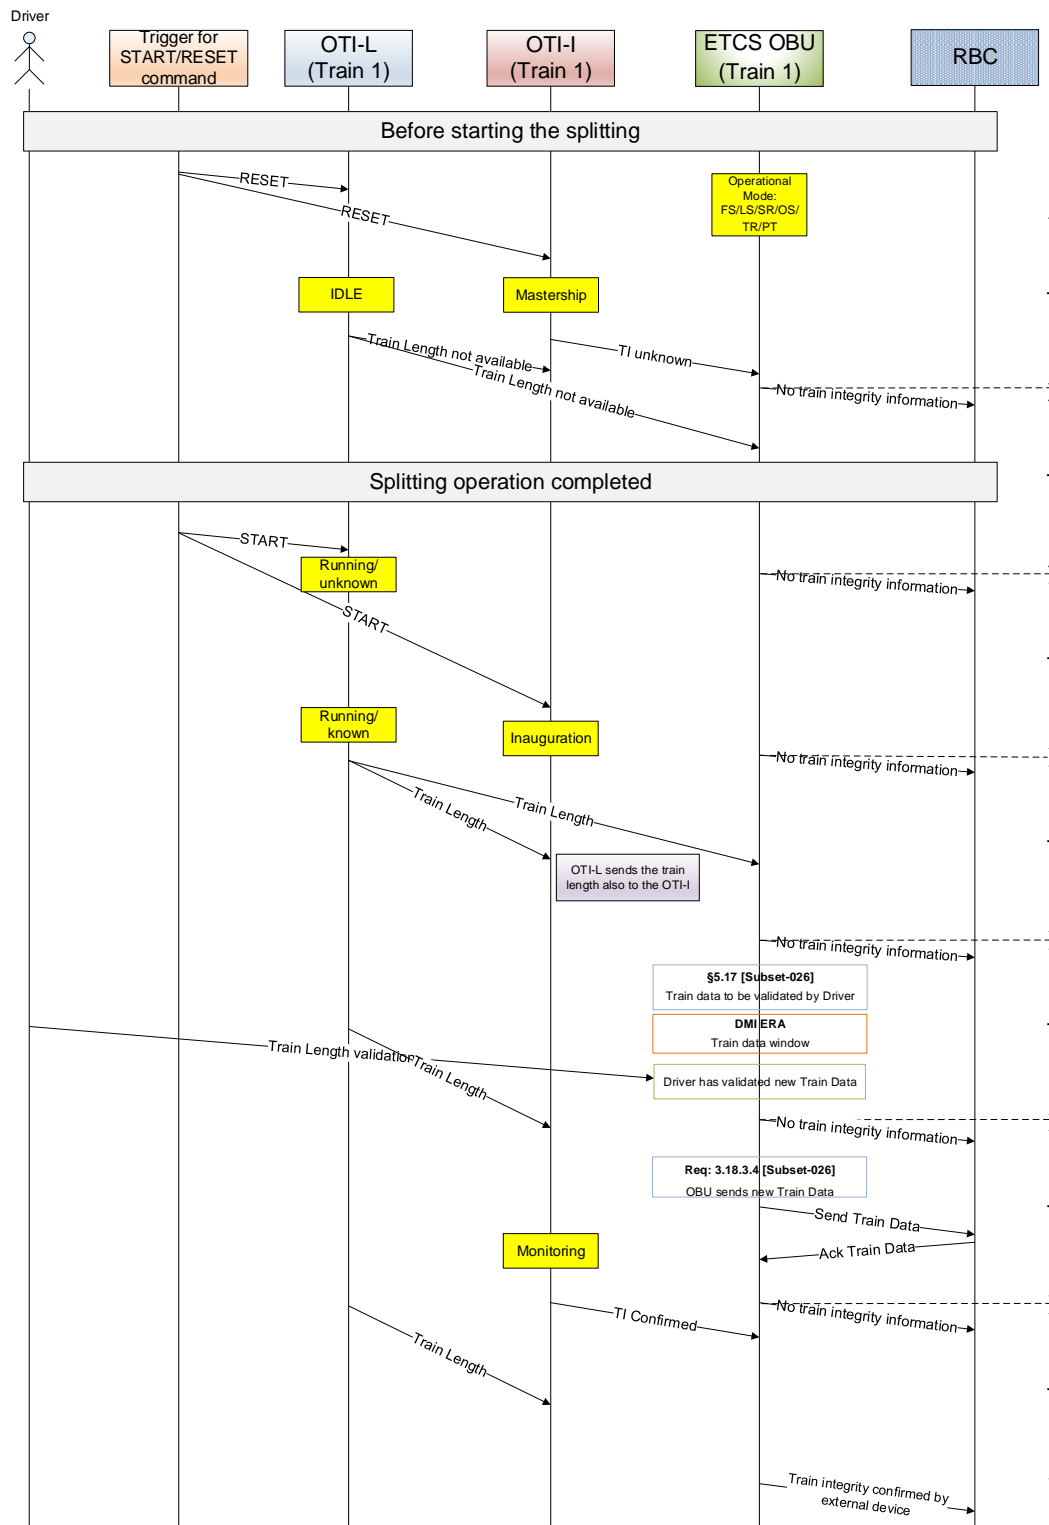 Driver
Trigger for
START/RESET
command
OTI-L
(Train 1)
OTI-I
(Train 1)
ETCS OBU
(Train 1)
RBC
Before starting the splitting
RESET
RESET
Operational
Mode:
FS/LS/SR/OS/
TR/PT
IDLE
Mastership
Train Length not available
TI unknown
Train Length not available
No train integrity information
Splitting operation completed
START
Running/
unknown
No train integrity information
START
Running/
known
Inauguration
No train integrity information
Train Length
Train Length
OTI-L sends the train
length also to the OTI-I
No train integrity information
§5.17 [Subset-026]
Train data to be validated by Driver
DMI ERA
Train data window
Train Length validation
Train Length
Driver has validated new Train Data
No train integrity information
Req: 3.18.3.4 [Subset-026]
OBU sends new Train Data
Send Train Data
Ack Train Data
Monitoring
TI Confirmed
No train integrity information
Train Length
Train integrity confirmed by
external device